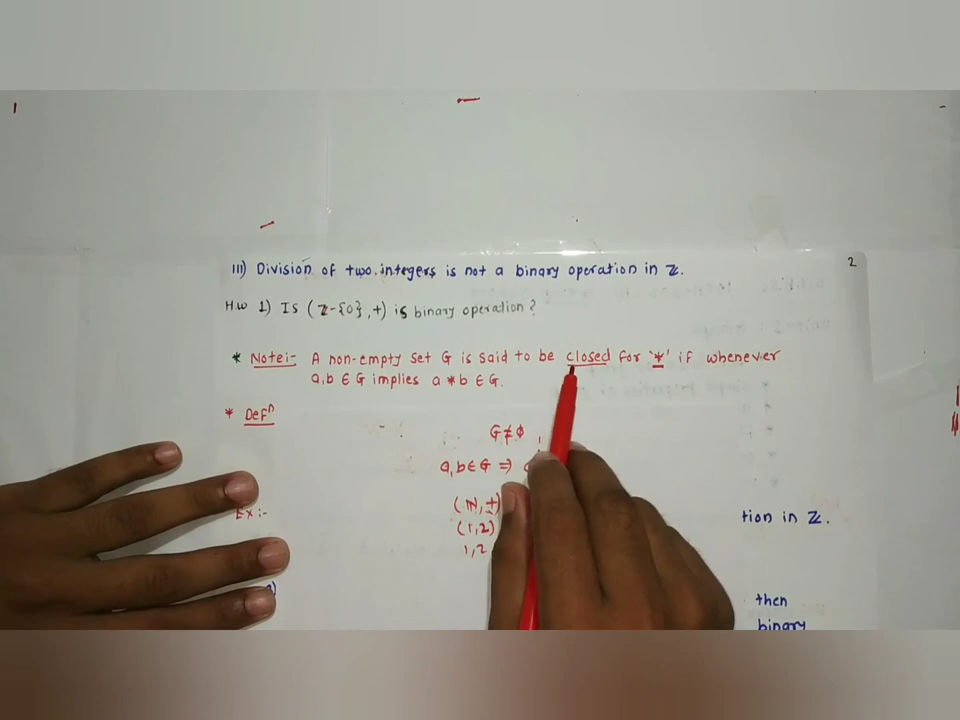 2
III) Division of two integers is not a binary operation in ℤ.
H.W 1) Is (ℤ-{0}, +) is binary operation?
* Note:- A non-empty set G is said to be closed for '*' if whenever
a,b ∈ G implies a * b ∈ G.
* Defⁿ
G ≠ ϕ
a,b ∈ G ⇒
Ex:-
(ℕ, +)
(1,2)
1,2
tion in ℤ.
then
binary